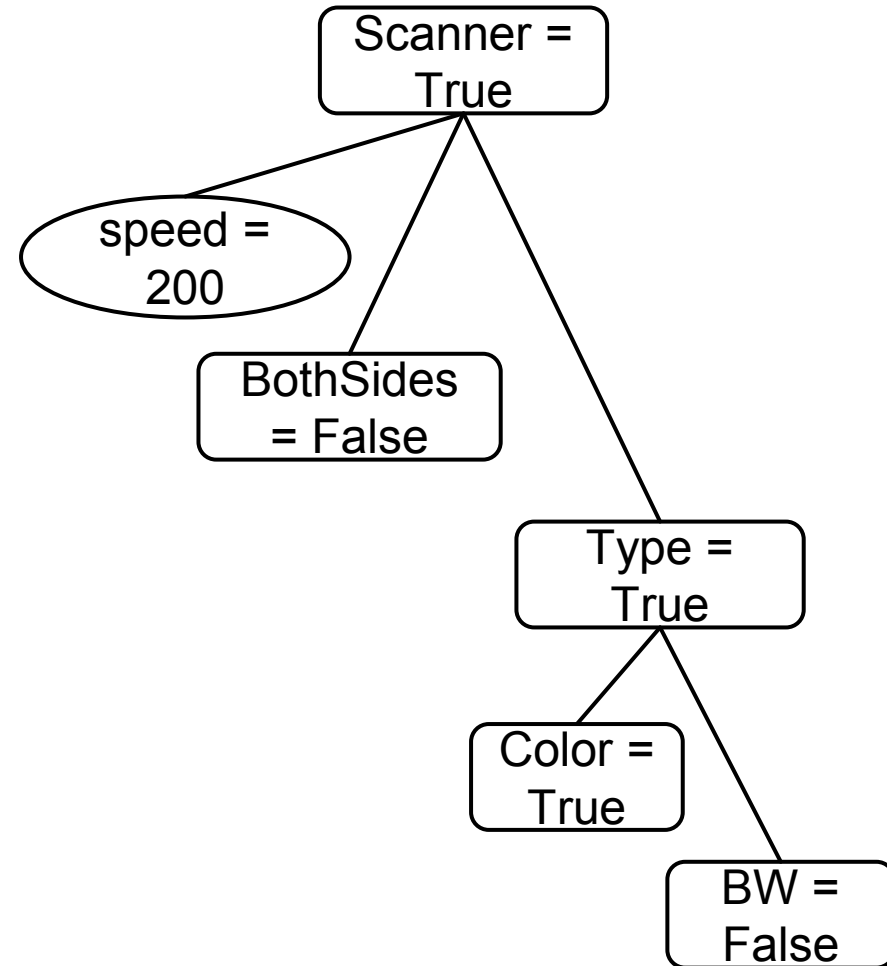 Scanner =
True
speed =
200
BothSides
= False
Type =
True
Color =
True
BW =
False